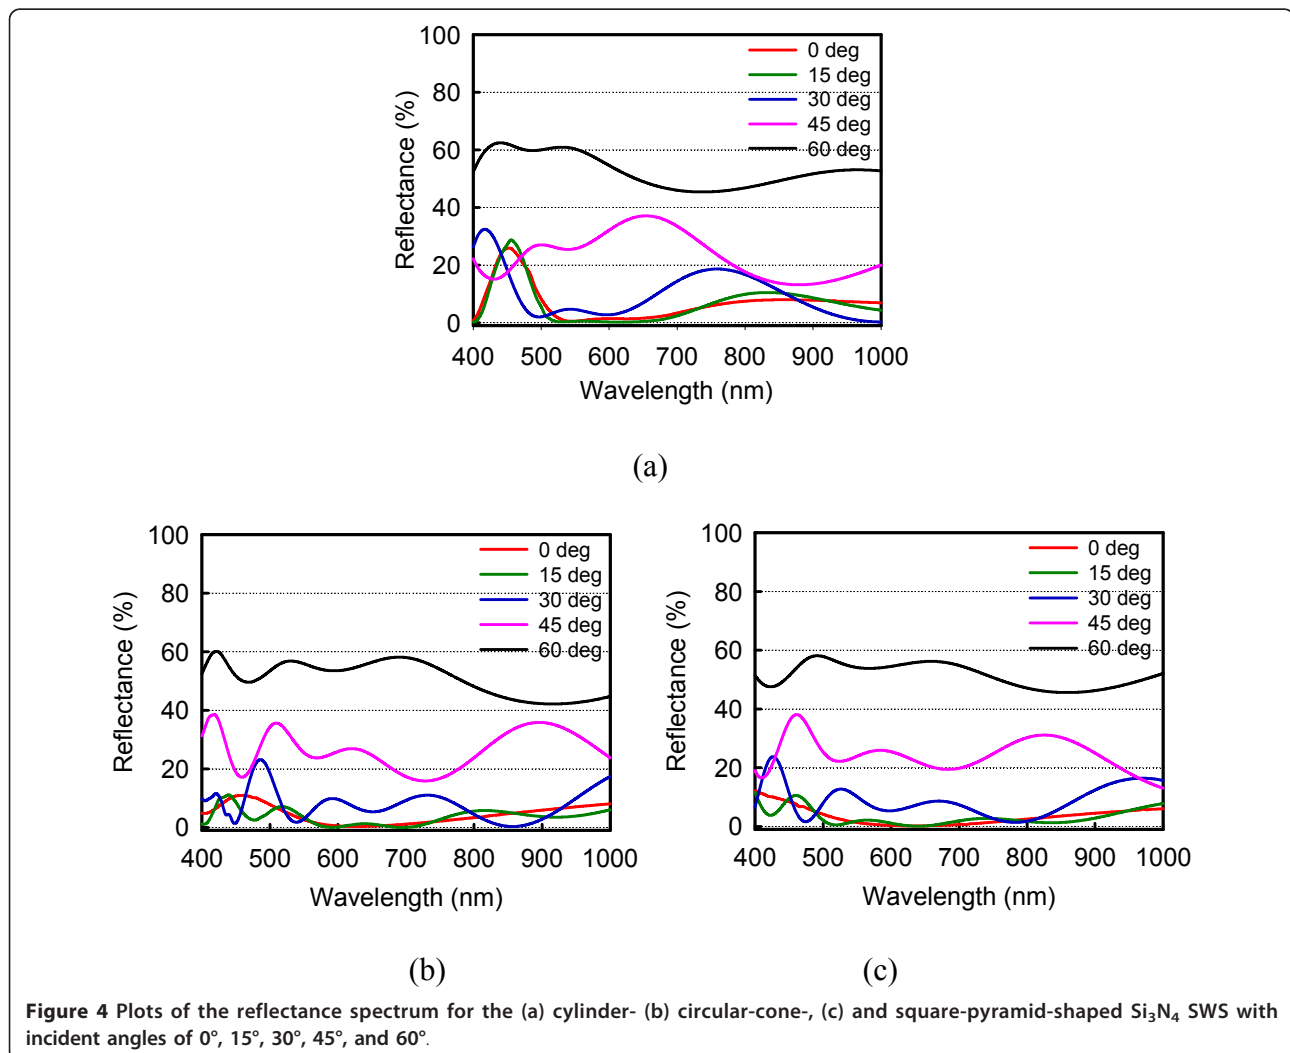 100
80
60
40
20
0
Reflectance (%)
0 deg
15 deg
30 deg
45 deg
60 deg
400 500 600 700 800 900 1000
Wavelength (nm)
(a)
100
80
60
40
20
0
Reflectance (%)
0 deg
15 deg
30 deg
45 deg
60 deg
400 500 600 700 800 900 1000
Wavelength (nm)
(b)
100
80
60
40
20
0
Reflectance (%)
0 deg
15 deg
30 deg
45 deg
60 deg
400 500 600 700 800 900 1000
Wavelength (nm)
(c)
Figure 4 Plots of the reflectance spectrum for the (a) cylinder- (b) circular-cone-, (c) and square-pyramid-shaped Si₃N₄ SWS with
incident angles of 0°, 15°, 30°, 45°, and 60°.